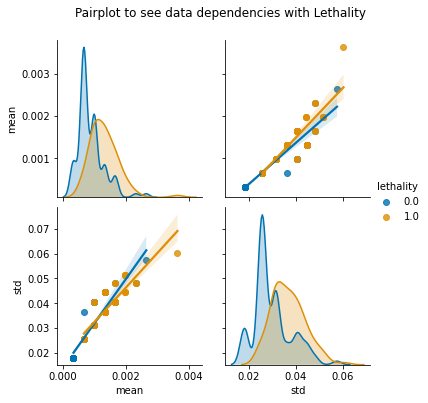 Pairplot to see data dependencies with Lethality
0.003
0.002
0.001
mean
lethality
0.0
1.0
0.07
0.06
0.05
0.04
0.03
0.02
std
0.000 0.002 0.004
mean
0.02 0.04 0.06
std